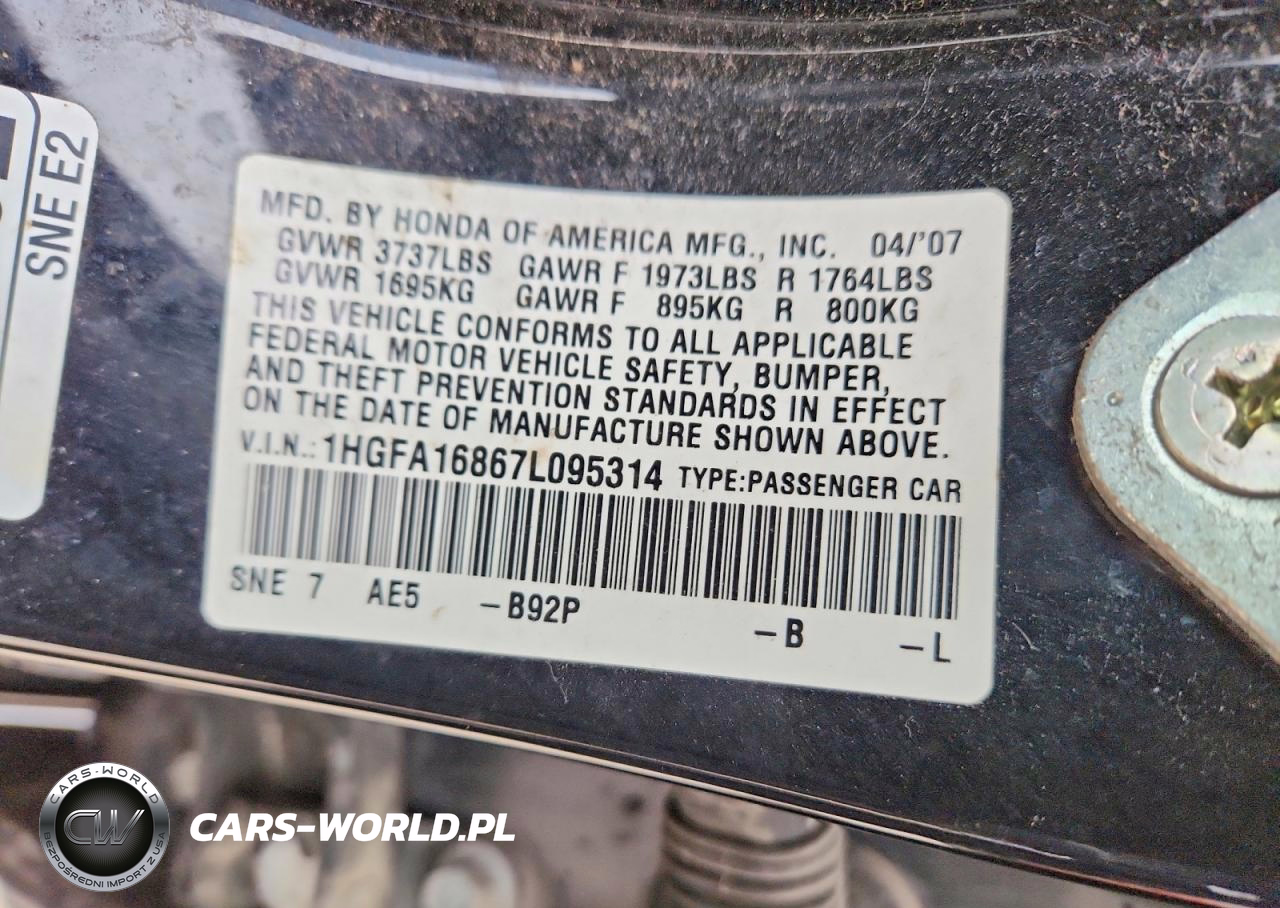 SNE E2
MFD. BY HONDA OF AMERICA MFG., INC. 04/'07
GVWR 3737LBS GAWR F 1973LBS R 1764LBS
GVWR 1695KG GAWR F 895KG R 800KG
THIS VEHICLE CONFORMS TO ALL APPLICABLE
FEDERAL MOTOR VEHICLE SAFETY, BUMPER,
AND THEFT PREVENTION STANDARDS IN EFFECT
ON THE DATE OF MANUFACTURE SHOWN ABOVE.
V.I.N.: 1HGFA16867L095314 TYPE:PASSENGER CAR
SNE 7 AE5 -B92P -B -L
CARS-WORLD
CW
BEZPOŚREDNI IMPORT Z USA
CARS-WORLD.PL